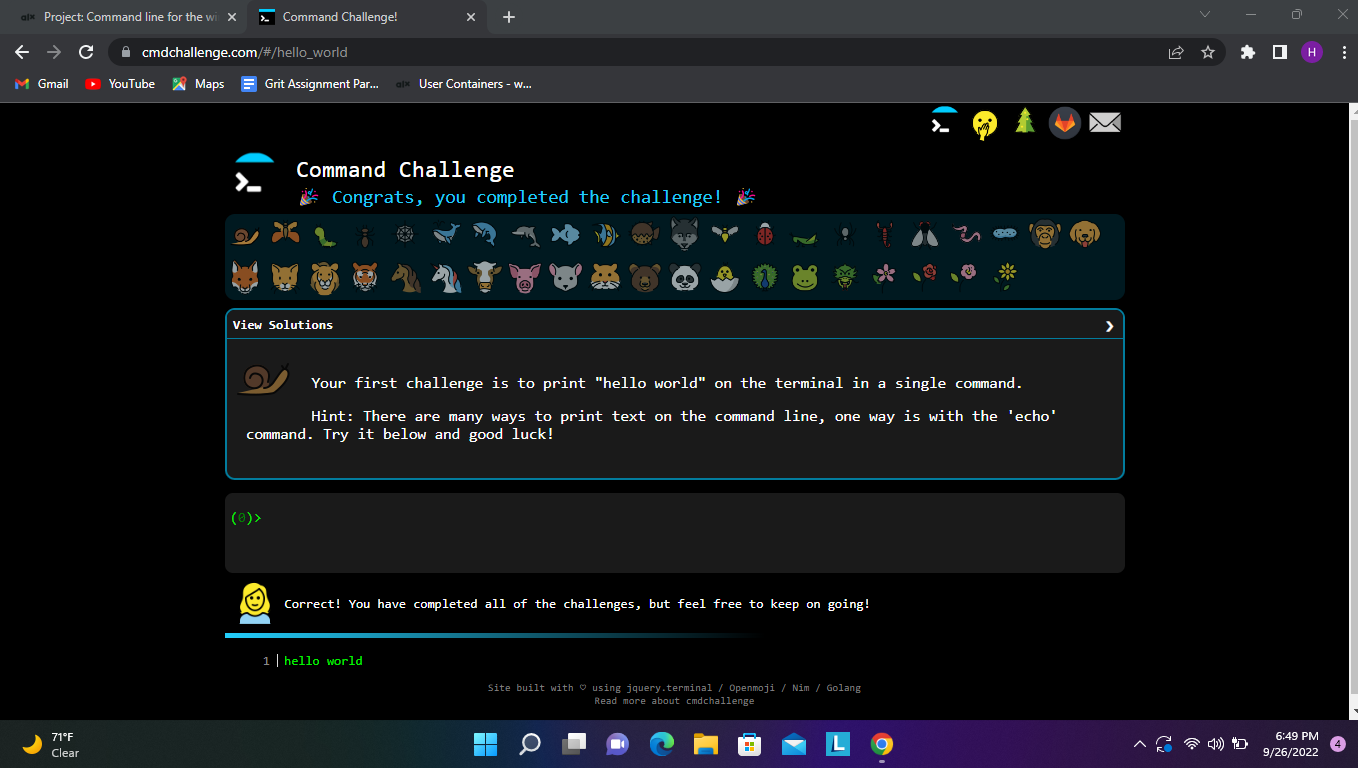 alx Project: Command line for the wi
Command Challenge!
cmdchallenge.com/#/hello_world
H
Gmail YouTube Maps Grit Assignment Par... alx User Containers - w...
Command Challenge
Congrats, you completed the challenge!
View Solutions
Your first challenge is to print "hello world" on the terminal in a single command.
Hint: There are many ways to print text on the command line, one way is with the 'echo'
command. Try it below and good luck!
(0)>
Correct! You have completed all of the challenges, but feel free to keep on going!
1 hello world
Site built with ♡ using jquery.terminal / Openmoji / Nim / Golang
Read more about cmdchallenge
71°F
Clear
L
6:49 PM
9/26/2022
4